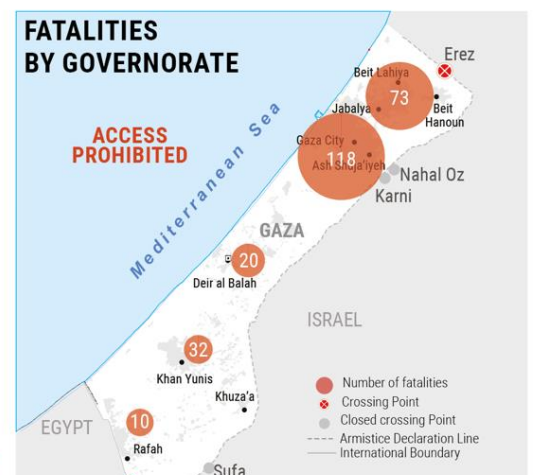 FATALITIES
BY GOVERNORATE
ACCESS
PROHIBITED
Mediterranean Sea
Erez
Beit Lahiya
73
Jabalya
Beit
Hanoun
Gaza City
118
Ash Shuja'iyeh
Nahal Oz
Karni
GAZA
20
Deir al Balah
ISRAEL
32
Khan Yunis
Khuza'a
10
EGYPT
Rafah
Sufa
Number of fatalities
Crossing Point
Closed crossing Point
Armistice Declaration Line
International Boundary